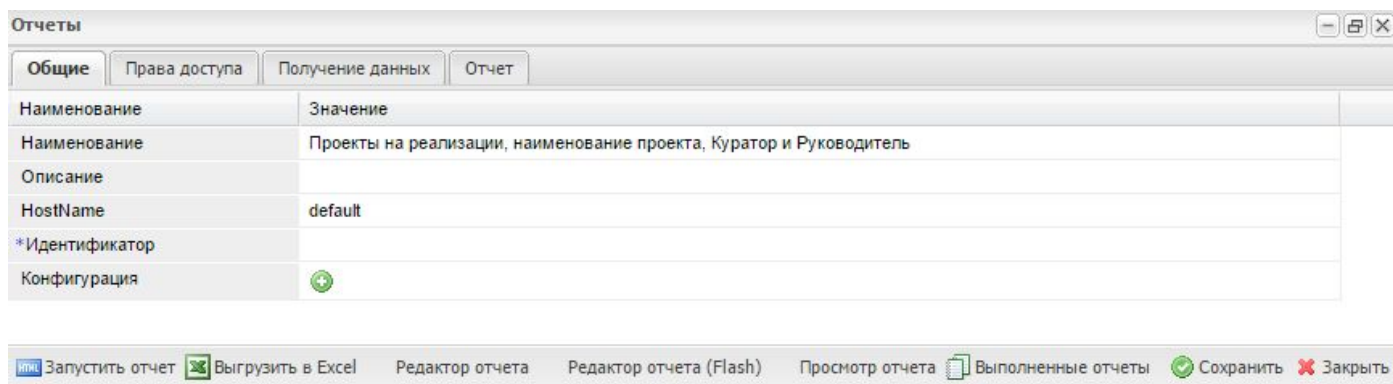 Отчеты
Общие Права доступа Получение данных Отчет
Наименование Значение
Наименование Проекты на реализации, наименование проекта, Куратор и Руководитель
Описание
HostName default
*Идентификатор
Конфигурация
HTML Запустить отчет Выгрузить в Excel Редактор отчета Редактор отчета (Flash) Просмотр отчета Выполненные отчеты Сохранить Закрыть